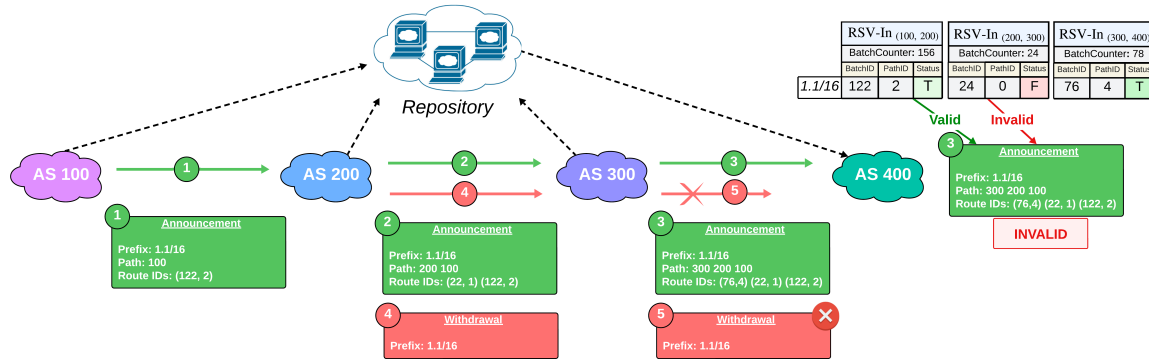 Repository
RSV-In (100, 200)
BatchCounter: 156
BatchID PathID Status
1.1/16 122 2 T
RSV-In (200, 300)
BatchCounter: 24
BatchID PathID Status
24 0 F
RSV-In (300, 400)
BatchCounter: 78
BatchID PathID Status
76 4 T
Valid
Invalid
AS 100
1
AS 200
2
4
AS 300
3
5
AS 400
3
Announcement
Prefix: 1.1/16
Path: 300 200 100
Route IDs: (76,4) (22, 1) (122, 2)
INVALID
1
Announcement
Prefix: 1.1/16
Path: 100
Route IDs: (122, 2)
2
Announcement
Prefix: 1.1/16
Path: 200 100
Route IDs: (22, 1) (122, 2)
3
Announcement
Prefix: 1.1/16
Path: 300 200 100
Route IDs: (76,4) (22, 1) (122, 2)
4
Withdrawal
Prefix: 1.1/16
5
Withdrawal
Prefix: 1.1/16